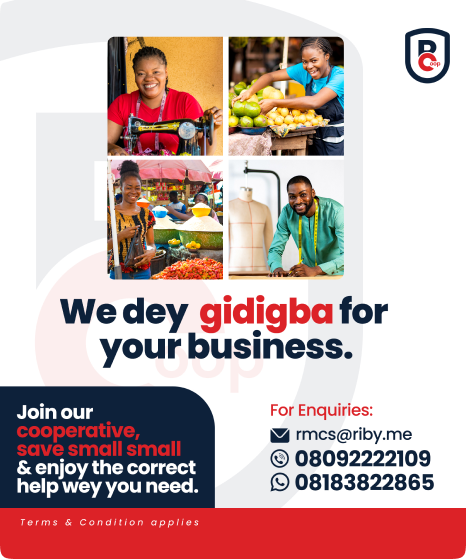 B
Coop
We dey gidigba for
your business.
Join our
cooperative,
save small small
& enjoy the correct
help wey you need.
For Enquiries:
rmcs@riby.me
08092222109
08183822865
Terms & Condition applies